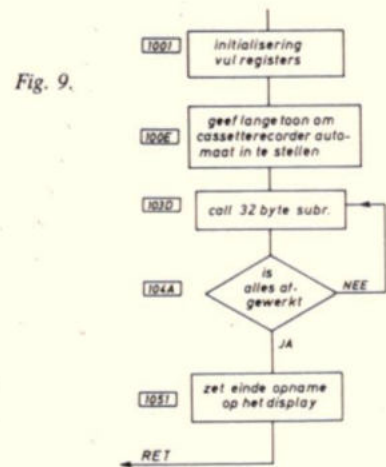 Fig. 9.
1001
initialisering
vul registers
100E
geef lange toon om
cassetterecorder auto-
maat in te stellen
103D
call 32 byte subr.
104A
is
alles af-
gewerkt
NEE
JA
1051
zet einde opname
op het display
RET